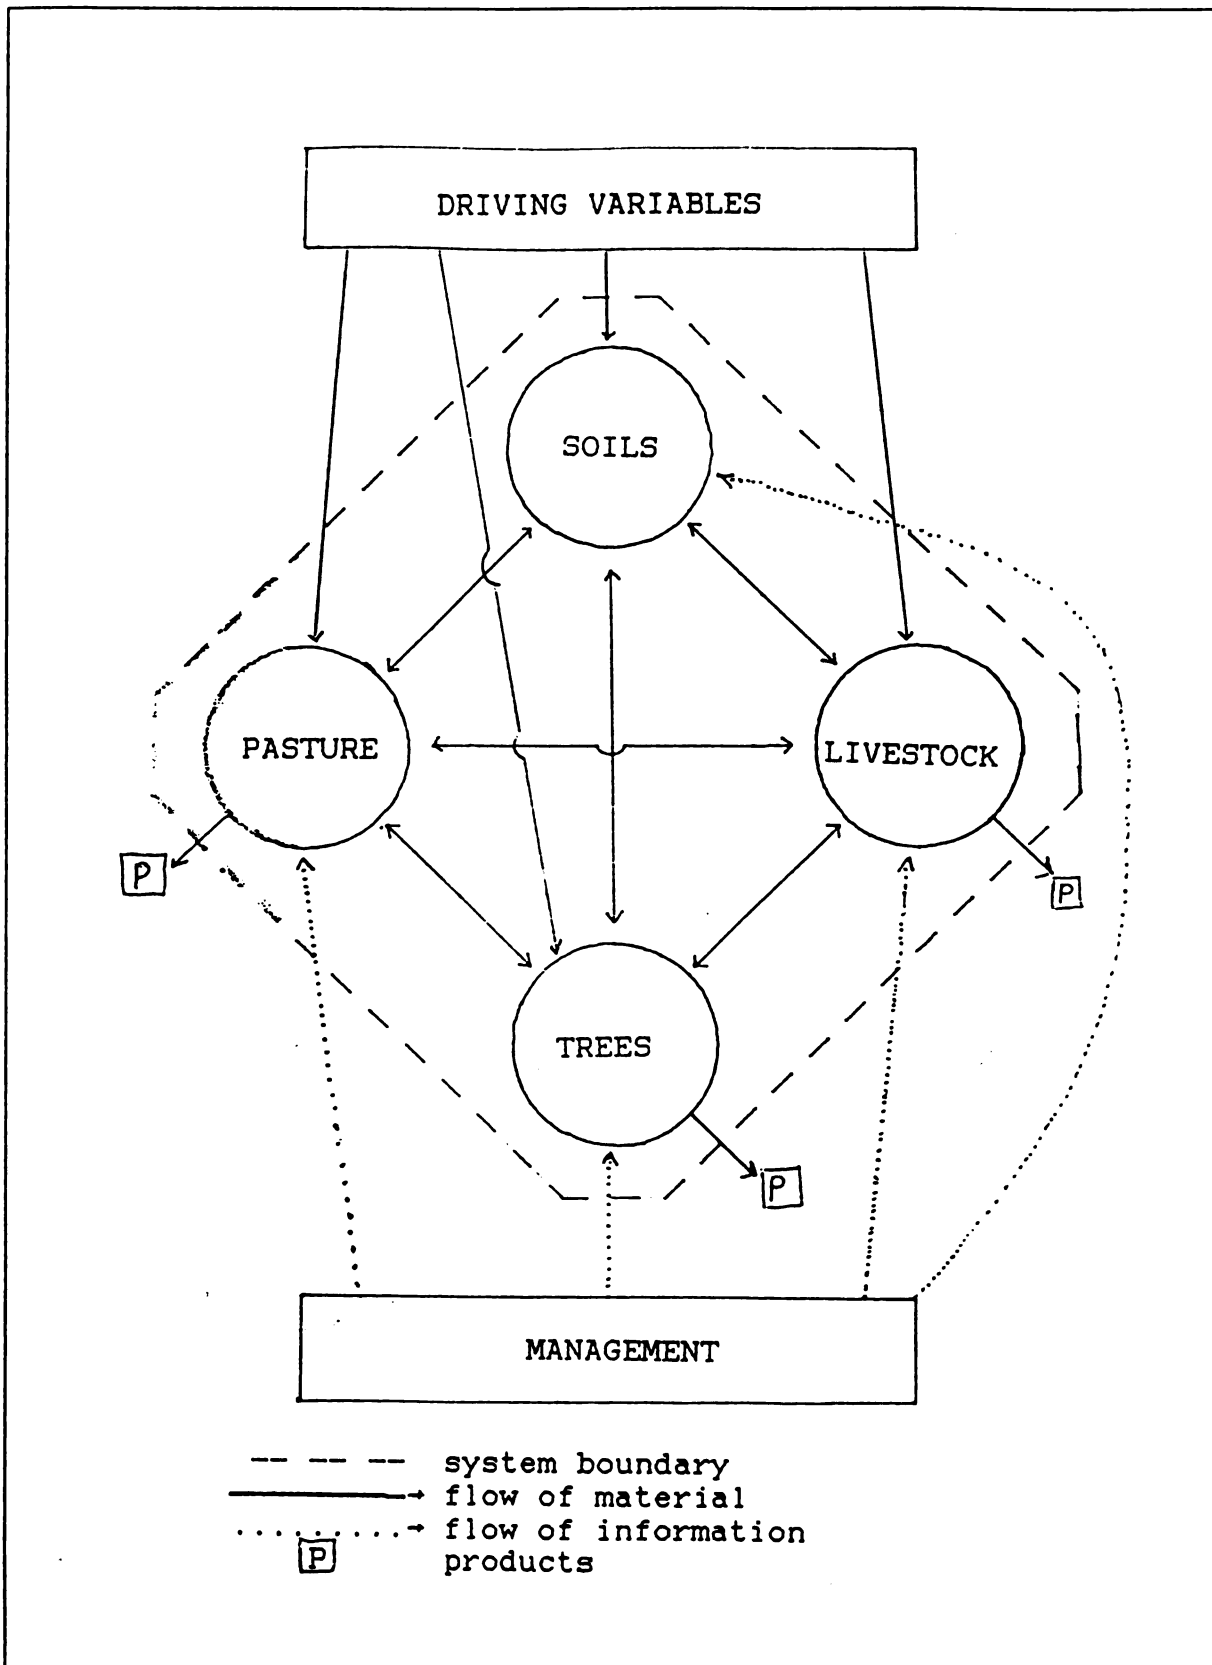 DRIVING VARIABLES
SOILS
PASTURE
LIVESTOCK
P
P
TREES
P
MANAGEMENT
system boundary
flow of material
flow of information
P products